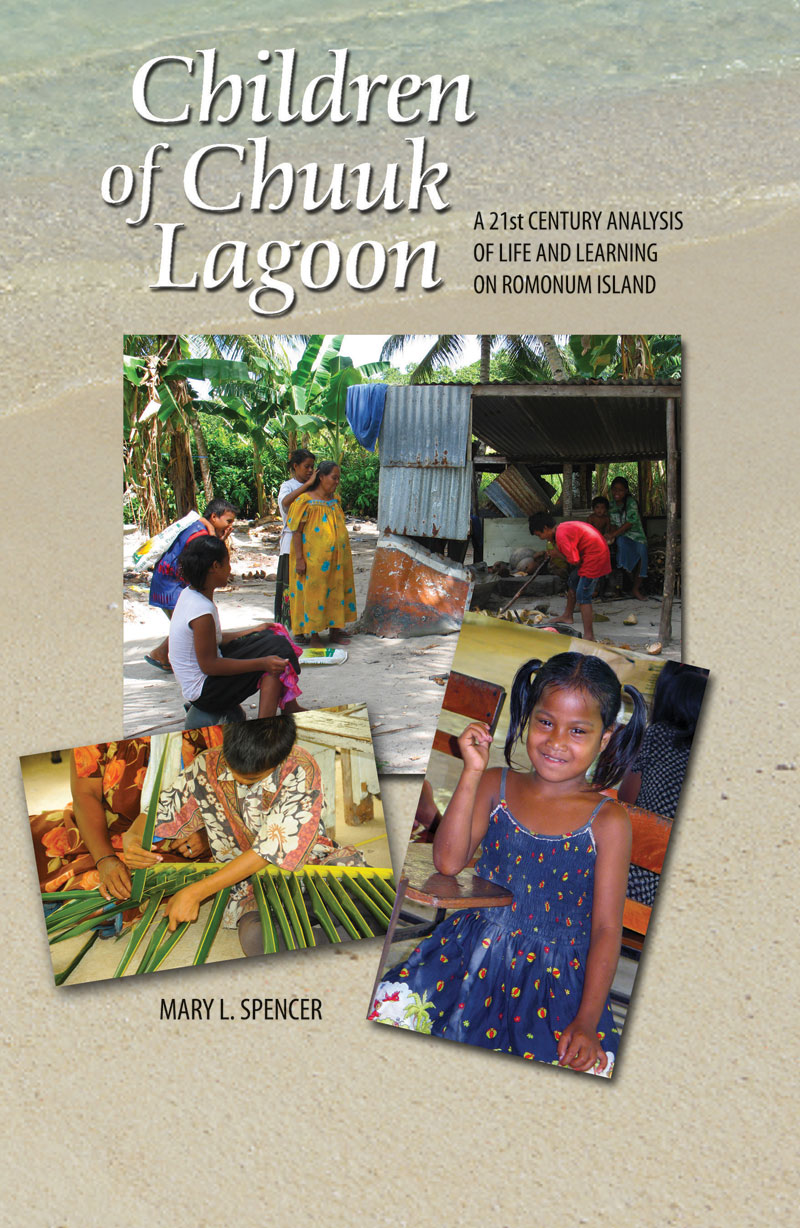 Children
of Chuuk
Lagoon
A 21st CENTURY ANALYSIS
OF LIFE AND LEARNING
ON ROMONUM ISLAND
MARY L. SPENCER